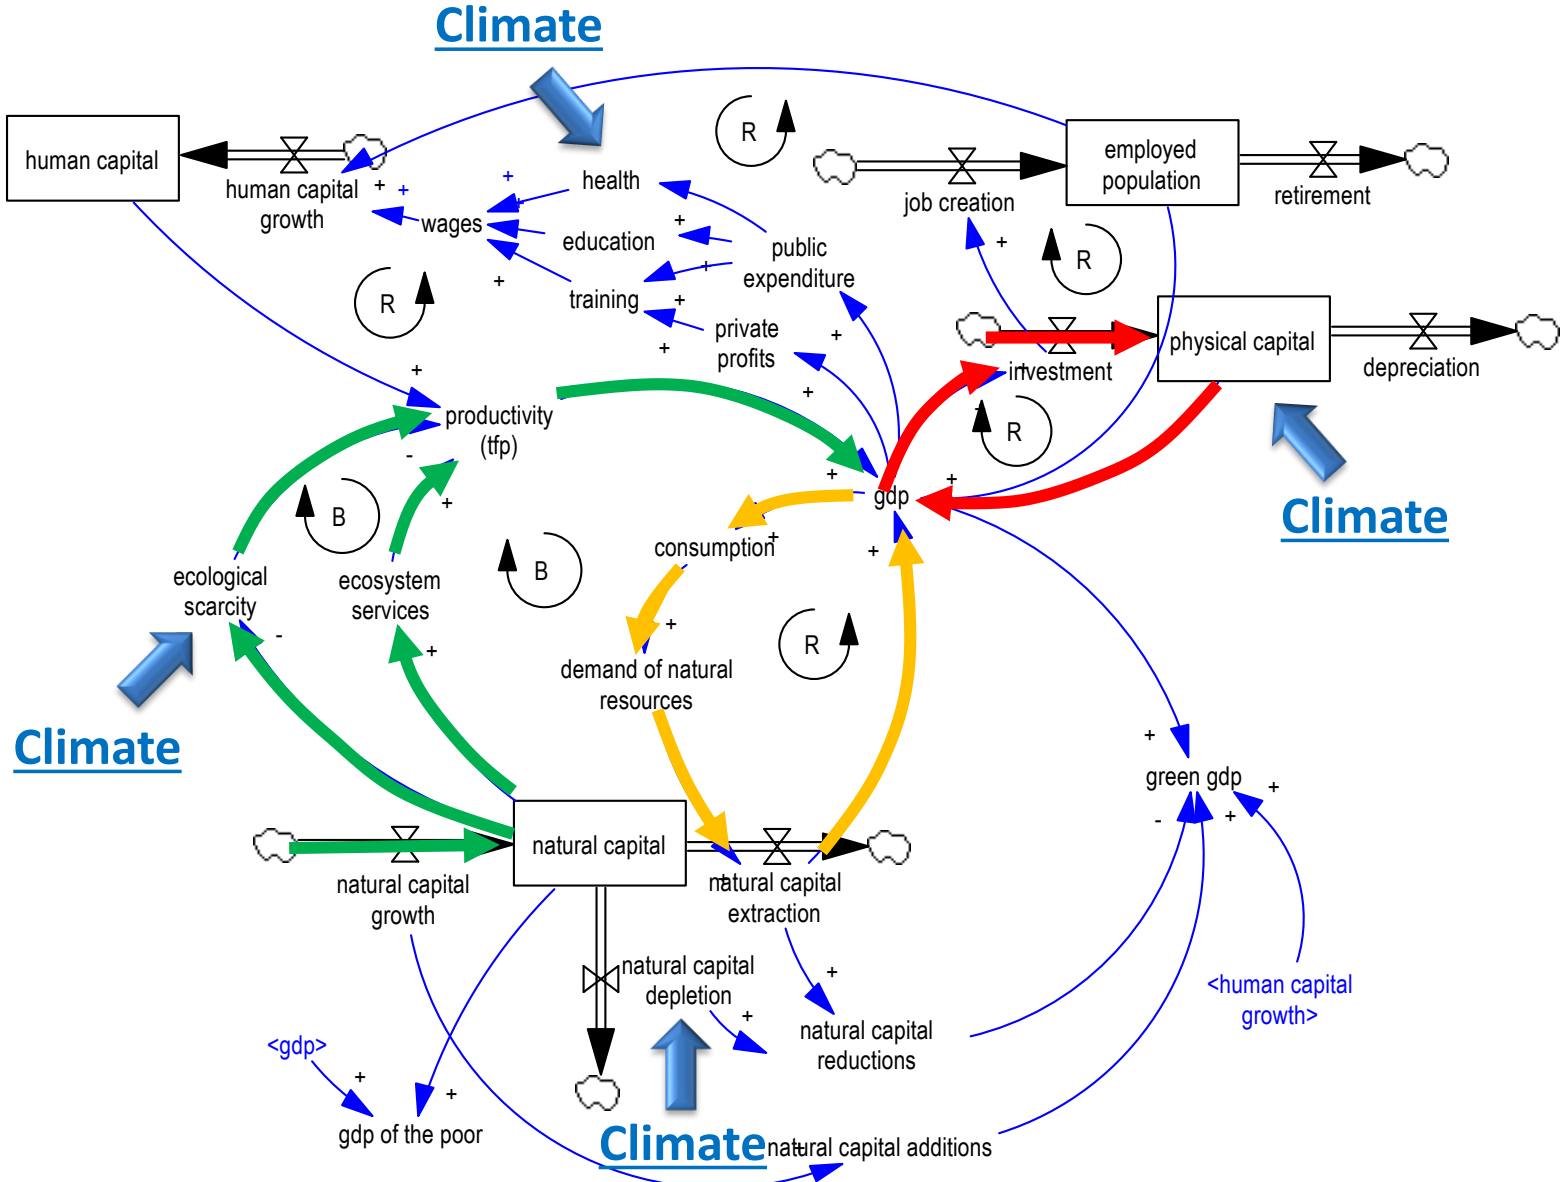 Climate
human capital
human capital
growth
wages
health
education
training
public
expenditure
private
profits
R
R
job creation
employed
population
retirement
R
investment
physical capital
depreciation
R
Climate
productivity
(tfp)
gdp
B
B
consumption
R
ecological
scarcity
ecosystem
services
demand of natural
resources
Climate
natural capital
natural capital
growth
natural capital
extraction
natural capital
depletion
natural capital
reductions
green gdp
<human capital
growth>
<gdp>
gdp of the poor
Climate
natural capital additions